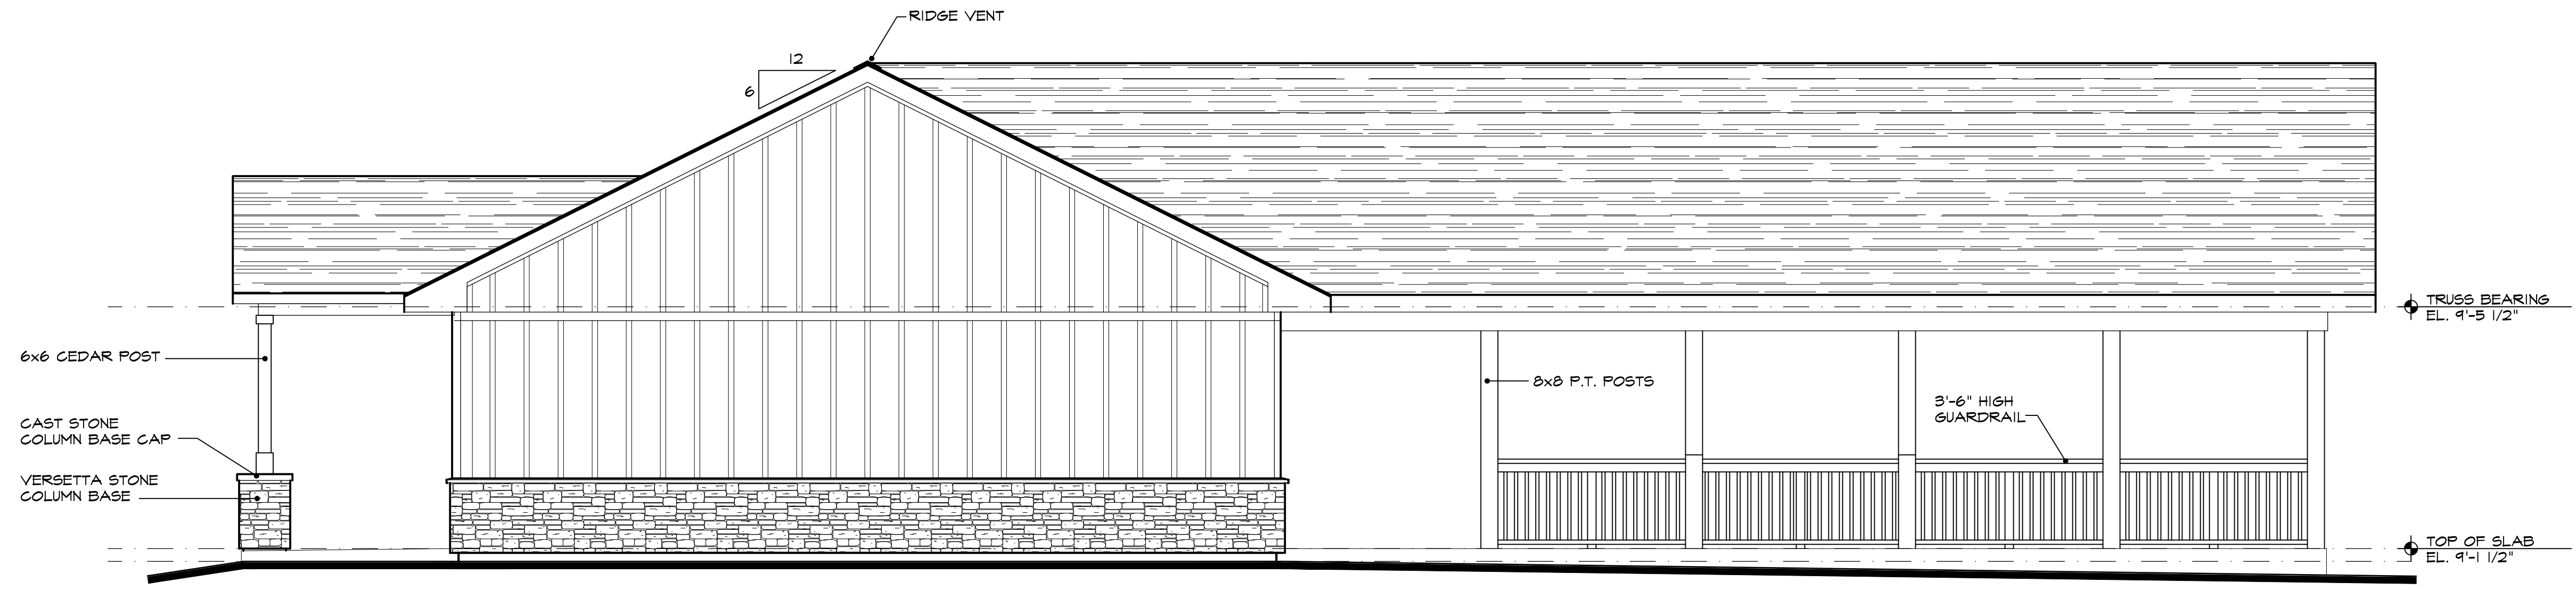 RIDGE VENT
12
6
TRUSS BEARING
EL. 9'-5 1/2"
6x6 CEDAR POST
8x8 P.T. POSTS
3'-6" HIGH
GUARDRAIL
CAST STONE
COLUMN BASE CAP
VERSETTA STONE
COLUMN BASE
TOP OF SLAB
EL. 9'-1 1/2"